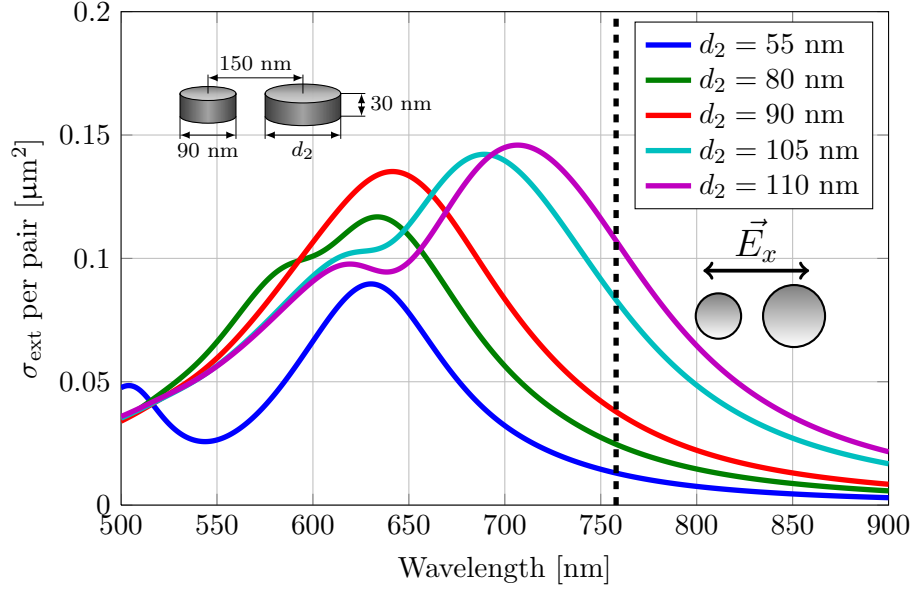 0.2
0.15
0.1
0.05
0
500 550 600 650 700 750 800 850 900
Wavelength [nm]
σext per pair [μm²]
150 nm
30 nm
90 nm
d₂
d₂ = 55 nm
d₂ = 80 nm
d₂ = 90 nm
d₂ = 105 nm
d₂ = 110 nm
E⃗ₓ